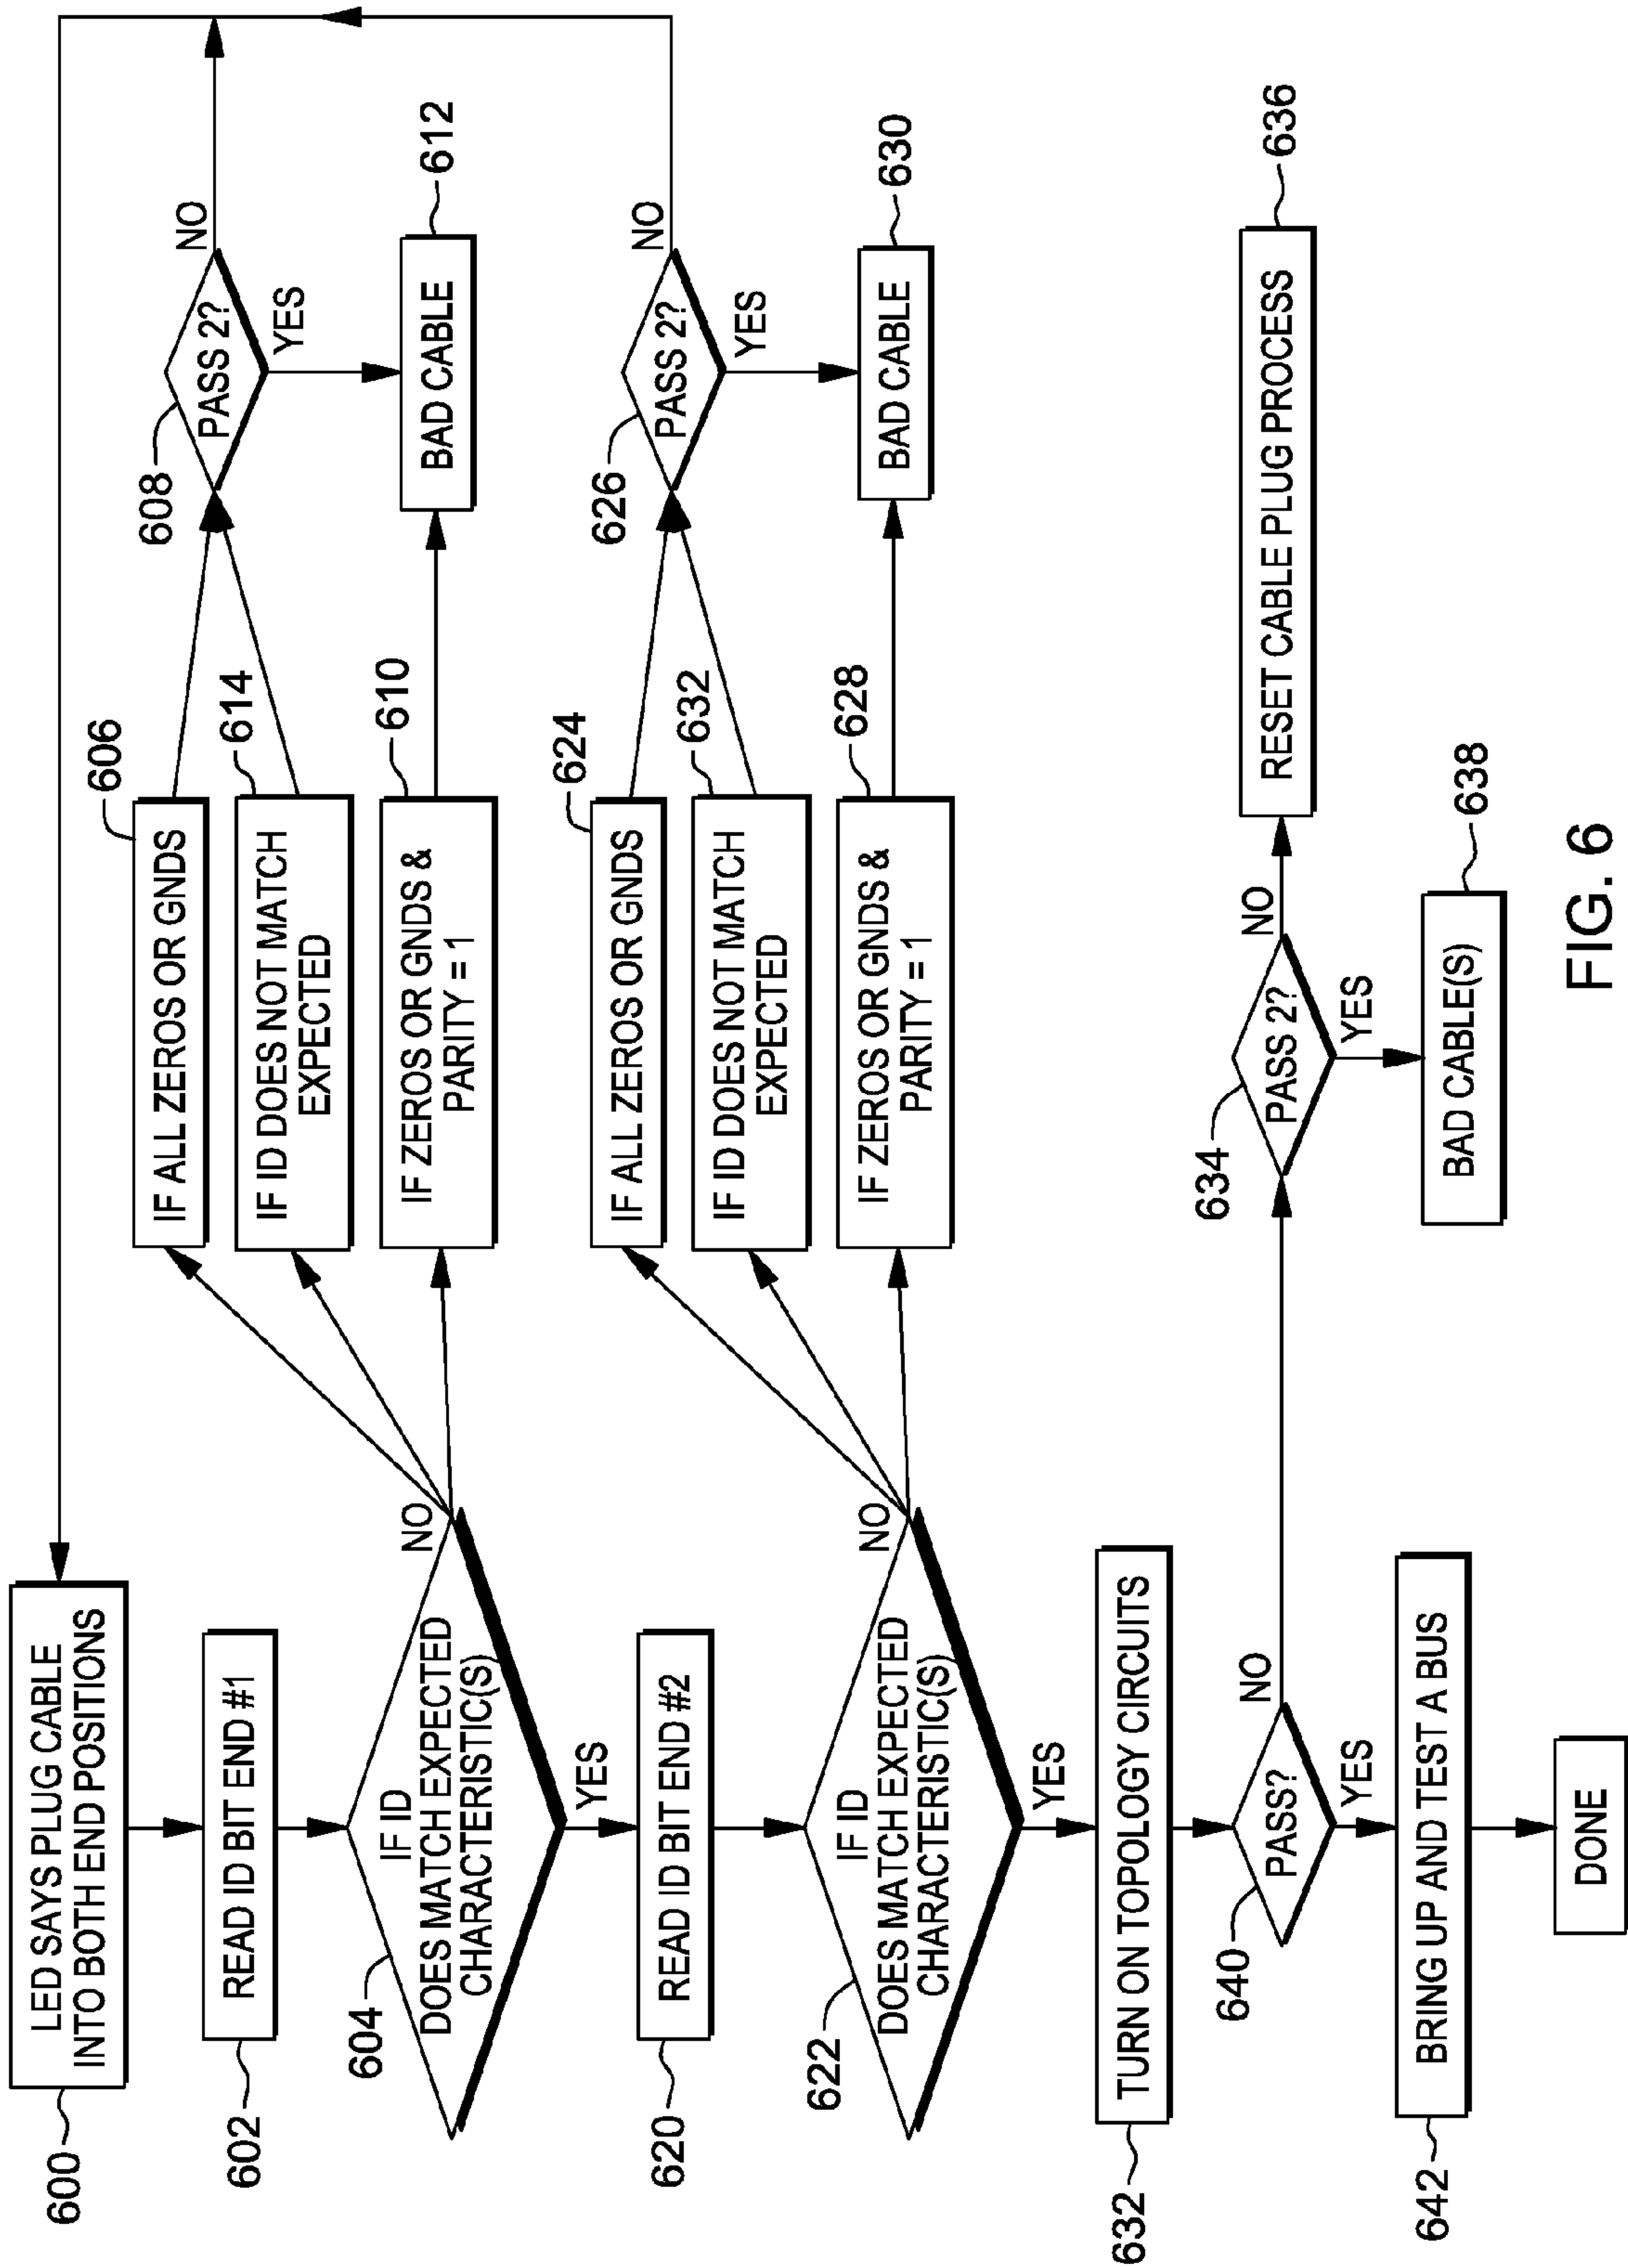 LED SAYS PLUG CABLE
INTO BOTH END POSITIONS
600
READ ID BIT END #1
602
IF ID
DOES MATCH EXPECTED
CHARACTERISTIC(S)
604
NO
YES
IF ALL ZEROS OR GNDS
606
IF ID DOES NOT MATCH
EXPECTED
614
IF ZEROS OR GNDS &
PARITY = 1
610
PASS 2?
608
NO
YES
BAD CABLE
612
READ ID BIT END #2
620
IF ID
DOES MATCH EXPECTED
CHARACTERISTIC(S)
622
NO
YES
IF ALL ZEROS OR GNDS
624
IF ID DOES NOT MATCH
EXPECTED
632
IF ZEROS OR GNDS &
PARITY = 1
628
PASS 2?
626
NO
YES
BAD CABLE
630
TURN ON TOPOLOGY CIRCUITS
632
PASS?
640
NO
YES
PASS 2?
634
NO
YES
RESET CABLE PLUG PROCESS
636
BAD CABLE(S)
638
BRING UP AND TEST A BUS
642
DONE
FIG. 6